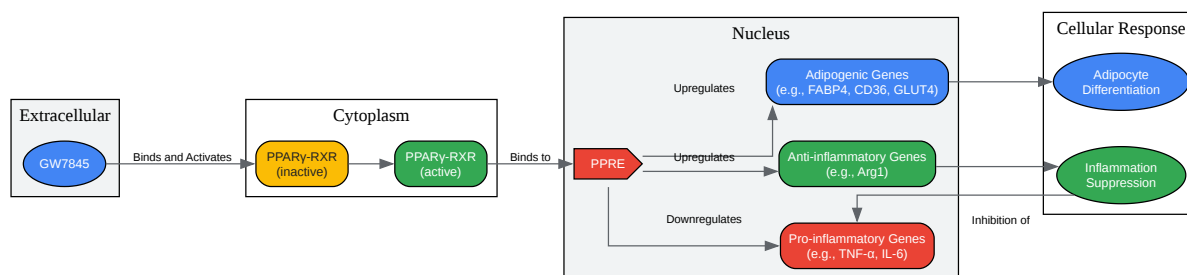 Extracellular
GW7845
Binds and Activates
Cytoplasm
PPARγ-RXR
(inactive)
PPARγ-RXR
(active)
Binds to
Nucleus
PPRE
Upregulates
Adipogenic Genes
(e.g., FABP4, CD36, GLUT4)
Upregulates
Anti-inflammatory Genes
(e.g., Arg1)
Downregulates
Pro-inflammatory Genes
(e.g., TNF-α, IL-6)
Cellular Response
Adipocyte
Differentiation
Inflammation
Suppression
Inhibition of